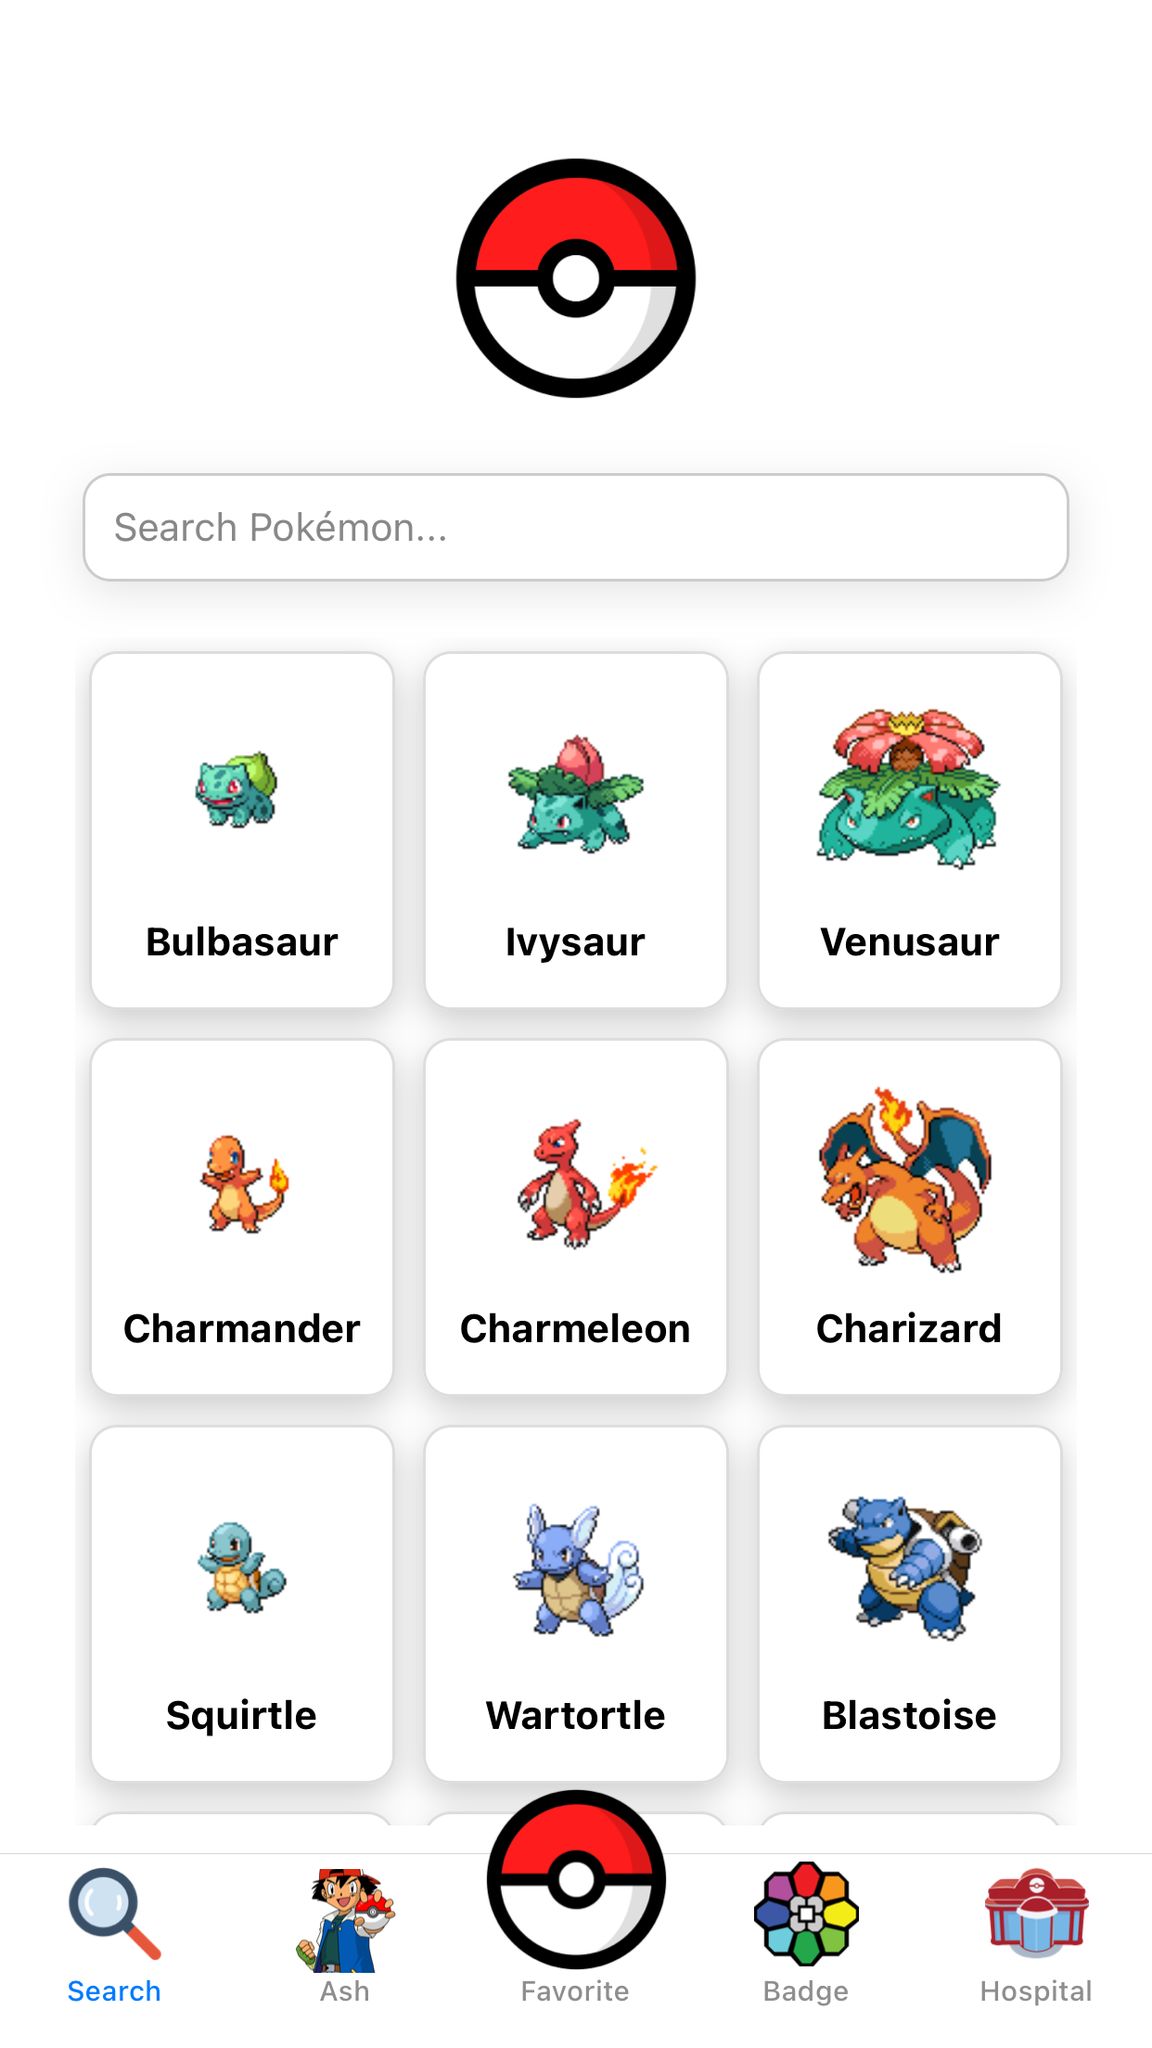 Search Pokémon...
Bulbasaur
Ivysaur
Venusaur
Charmander
Charmeleon
Charizard
Squirtle
Wartortle
Blastoise
Search
Ash
Favorite
Badge
Hospital